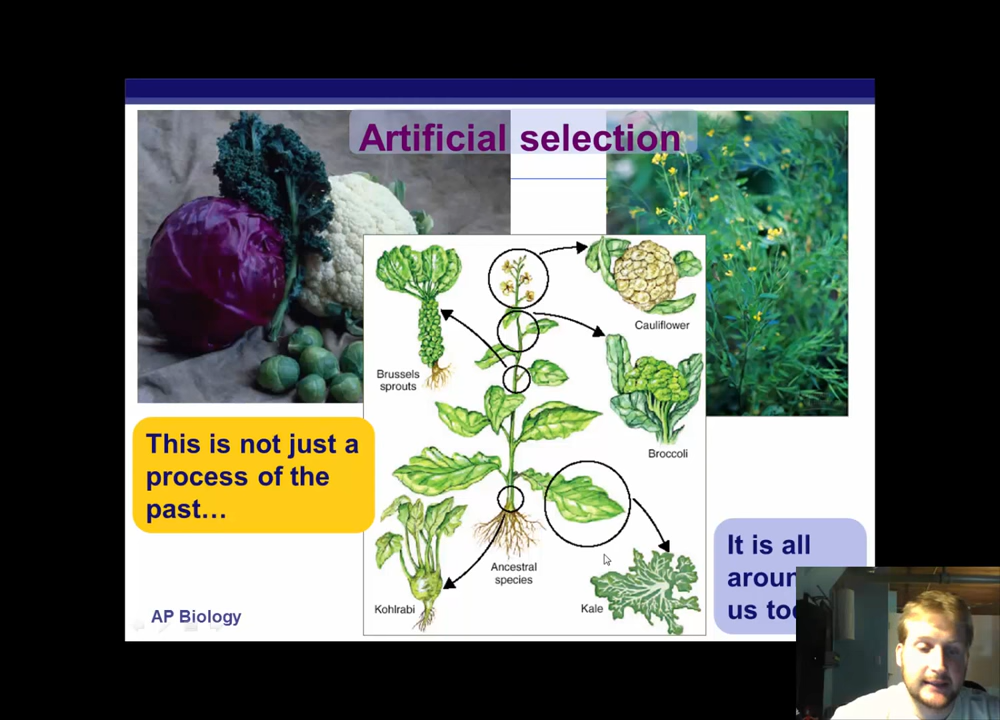 Artificial selection
Cauliflower
Brussels
sprouts
Broccoli
This is not just a
process of the
past…
Ancestral
species
Kohlrabi
Kale
It is all
us
AP Biology